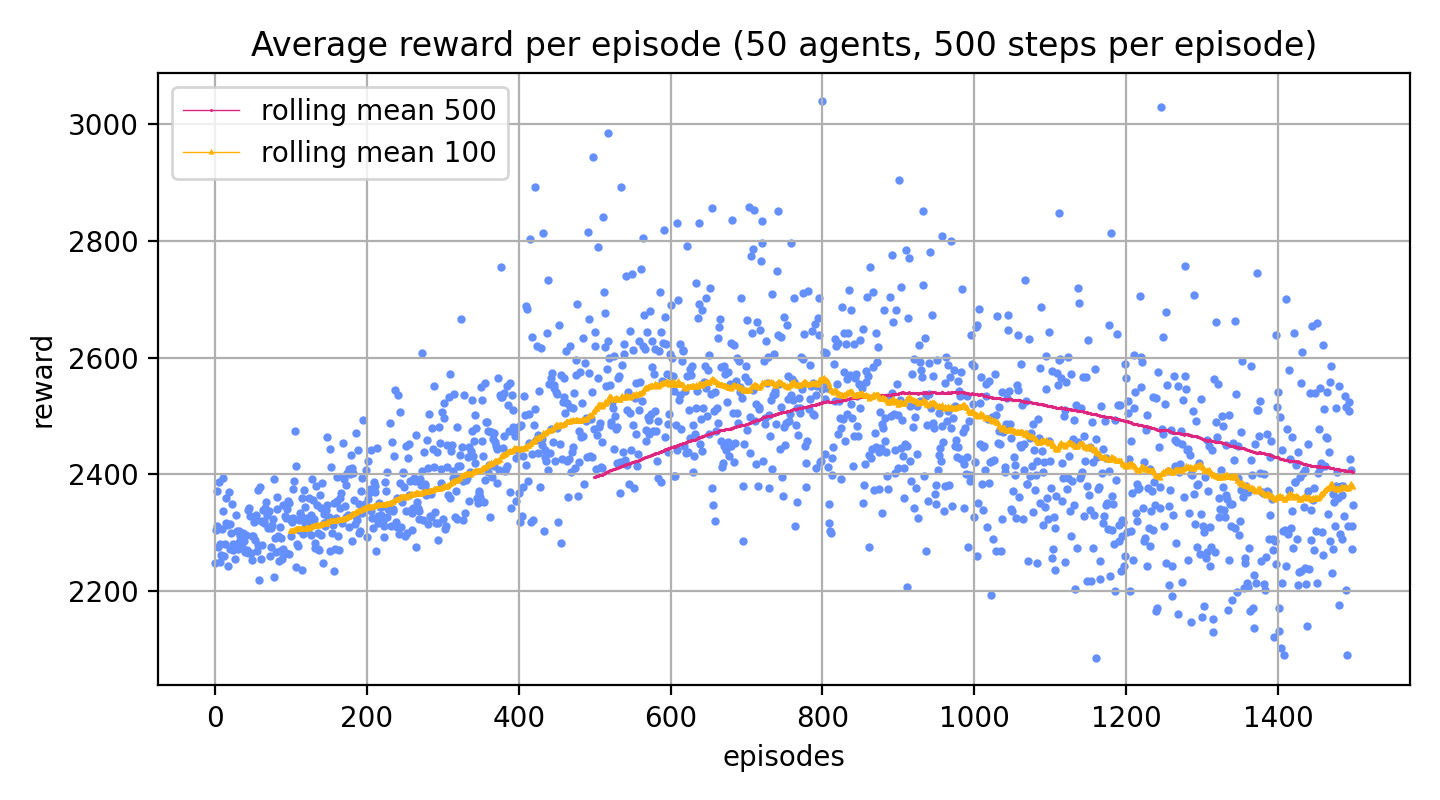 Average reward per episode (50 agents, 500 steps per episode)
rolling mean 500
rolling mean 100
reward
3000
2800
2600
2400
2200
0 200 400 600 800 1000 1200 1400
episodes